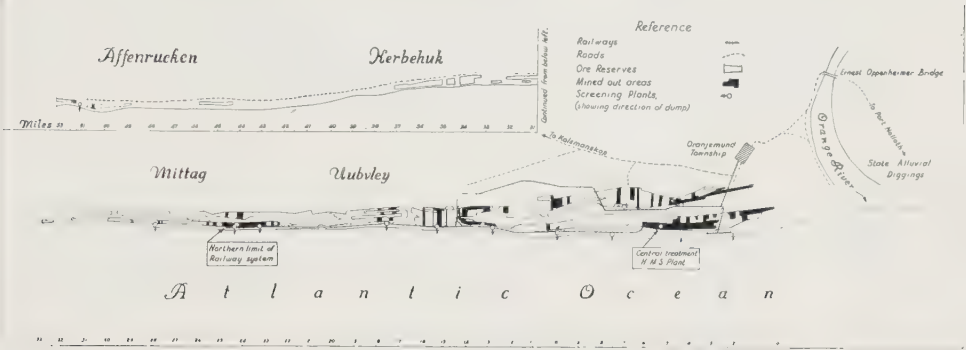 Affenrucken
Kerbehuk
Continued from below left.
Reference
Railways
Roads
Ore Reserves
Mined out areas
Screening Plants,
(showing direction of dump)
Ernest Oppenheimer Bridge
To Port Nolloth
Orange River
State Alluvial
Diggings
Miles
To Kolmanskop
Oranjemund
Township
Mittag
Uubvley
Northern limit of
Railway system
Central treatment
H M S Plant
Atlantic Ocean